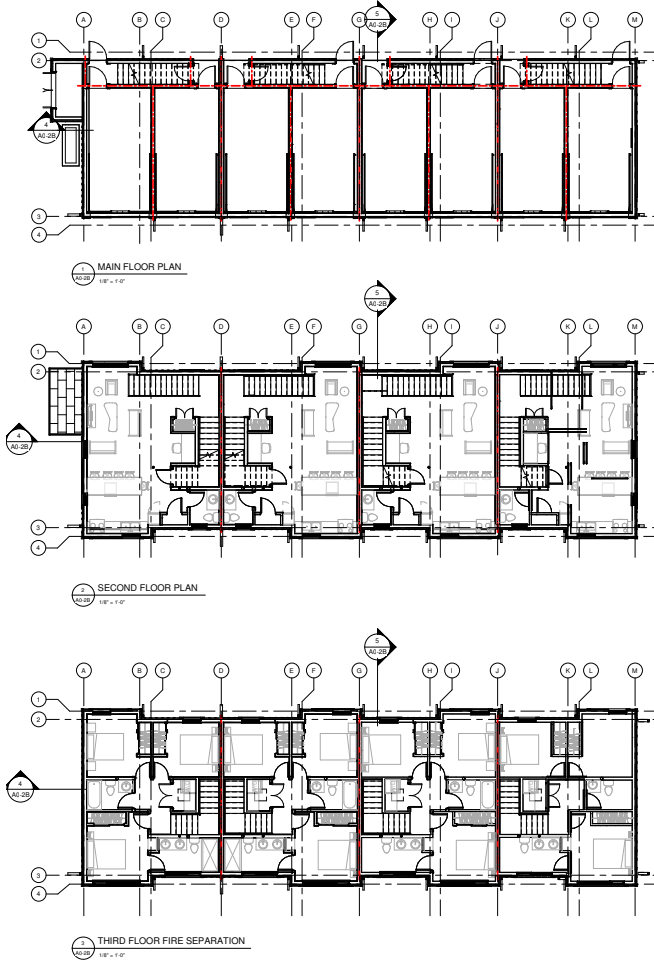 A B C D E F G H I J K L M
5
A0-2B
1
2
4
A0-2B
3
4
1
A0-2B
MAIN FLOOR PLAN
1/8" = 1'-0"
5
A0-2B
A B C D E F G H I J K L M
1
2
4
A0-2B
3
4
2
A0-2B
SECOND FLOOR PLAN
1/8" = 1'-0"
5
A0-2B
A B C D E F G H I J K L M
1
2
4
A0-2B
3
4
3
A0-2B
THIRD FLOOR FIRE SEPARATION
1/8" = 1'-0"